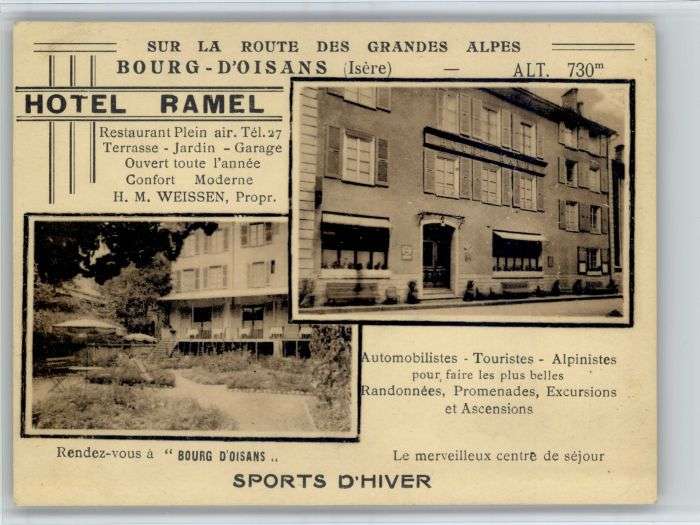 SUR LA ROUTE DES GRANDES ALPES
BOURG - D'OISANS (Isère) — ALT. 730m
HOTEL RAMEL
Restaurant Plein air. Tél. 27
Terrasse - Jardin - Garage
Ouvert toute l'année
Confort Moderne
H. M. WEISSEN, Propr.
Automobilistes - Touristes - Alpinistes
pour faire les plus belles
Randonnées, Promenades, Excursions
et Ascensions
Rendez-vous à " BOURG D'OISANS „
Le merveilleux centre de séjour
SPORTS D'HIVER